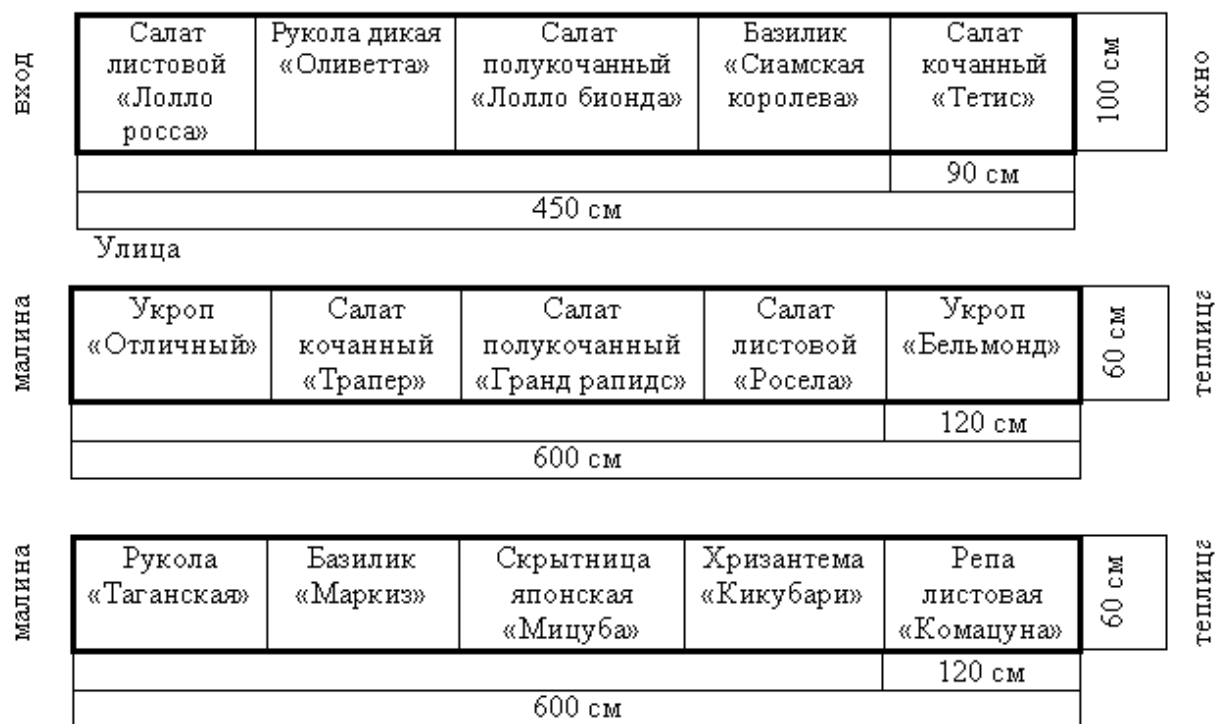 вход
Салат
листовой
«Лолло
росса»
Рукола дикая
«Оливетта»
Салат
полукочанный
«Лолло бионда»
Базилик
«Сиамская
королева»
Салат
кочанный
«Тетис»
100 см
окно
90 см
450 см
Улица
малина
Укроп
«Отличный»
Салат
кочанный
«Трапер»
Салат
полукочанный
«Гранд рапидс»
Салат
листовой
«Росела»
Укроп
«Бельмонд»
60 см
теплица
120 см
600 см
малина
Рукола
«Таганская»
Базилик
«Маркиз»
Скрытница
японская
«Мицуба»
Хризантема
«Кикубари»
Репа
листовая
«Комацуна»
60 см
теплица
120 см
600 см